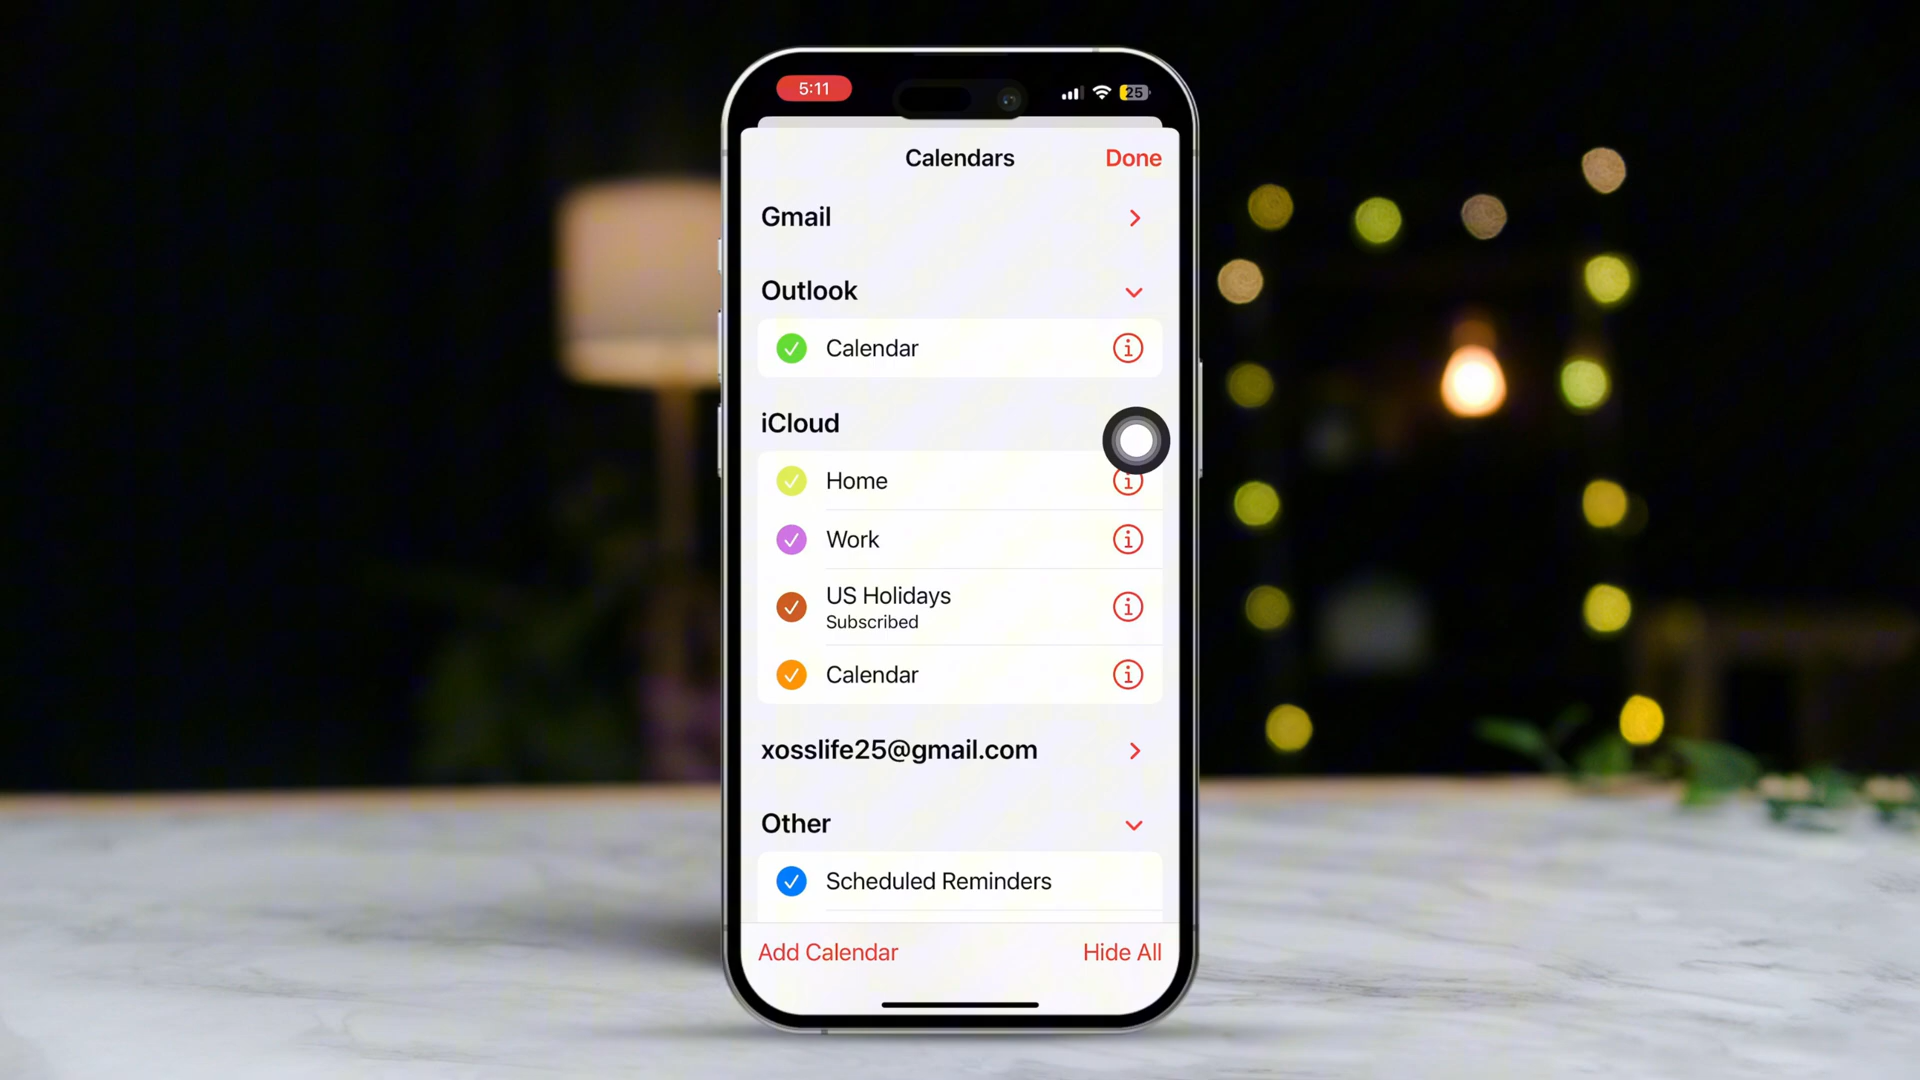 5:11
25
Calendars
Done
Gmail
Outlook
Calendar
iCloud
Home
Work
US Holidays
Subscribed
Calendar
xosslife25@gmail.com
Other
Scheduled Reminders
Add Calendar
Hide All